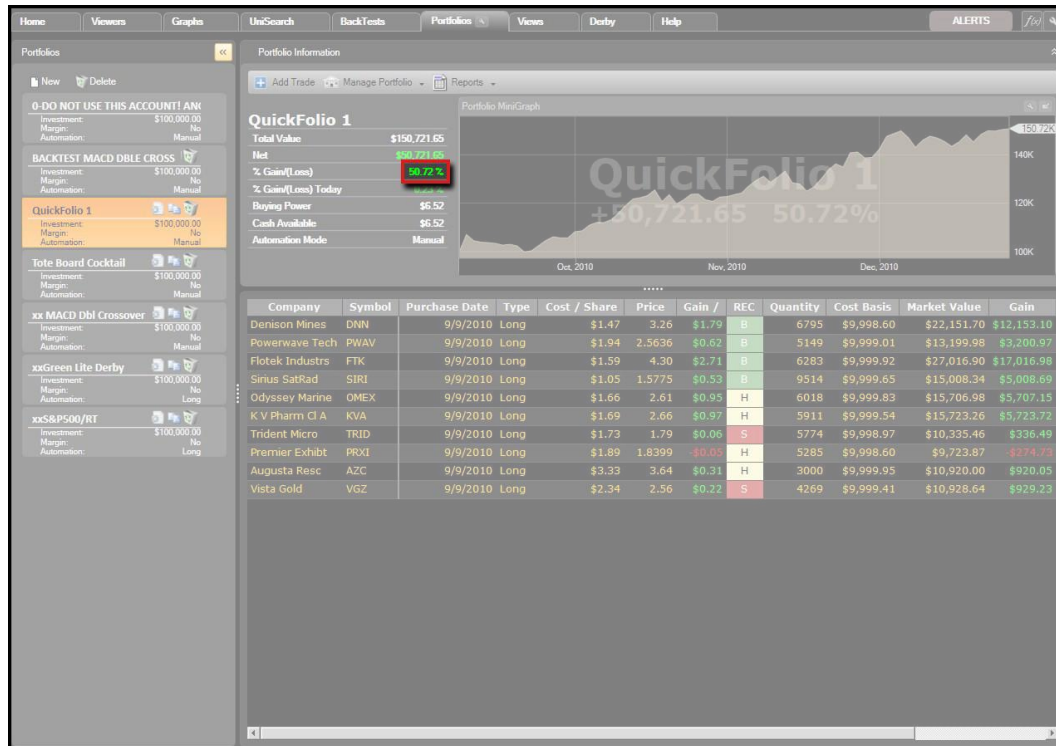 Home Viewers Graphs UniSearch BackTests Portfolios Views Derby Help ALERTS f(x)
Portfolios «
New Delete
0-DO NOT USE THIS ACCOUNT! AN
Investment: $100,000.00
Margin: No
Automation: Manual
BACKTEST MACD DBLE CROSS
Investment: $100,000.00
Margin: No
Automation: Manual
QuickFolio 1
Investment: $100,000.00
Margin: No
Automation: Manual
Tote Board Cocktail
Investment: $100,000.00
Margin: No
Automation: Manual
xx MACD Dbl Crossover
Investment: $100,000.00
Margin: No
Automation: Manual
xxGreen Lite Derby
Investment: $100,000.00
Margin: No
Automation: Long
xxS&P500/RT
Investment: $100,000.00
Margin: No
Automation: Long
Portfolio Information
Add Trade Manage Portfolio Reports
QuickFolio 1
Total Value $150,721.65
Net $50,721.65
% Gain/(Loss) 50.72 %
% Gain/(Loss) Today 0.23 %
Buying Power $6.52
Cash Available $6.52
Automation Mode Manual
Portfolio MiniGraph
QuickFolio 1
+50,721.65 50.72%
150.72K
140K
120K
100K
Oct, 2010 Nov, 2010 Dec, 2010
Company Symbol Purchase Date Type Cost / Share Price Gain / REC Quantity Cost Basis Market Value Gain
Denison Mines DNN 9/9/2010 Long $1.47 3.26 $1.79 B 6795 $9,998.60 $22,151.70 $12,153.10
Powerwave Tech PWAV 9/9/2010 Long $1.94 2.5636 $0.62 B 5149 $9,999.01 $13,199.98 $3,200.97
Flotek Industrs FTK 9/9/2010 Long $1.59 4.30 $2.71 B 6283 $9,999.92 $27,016.90 $17,016.98
Sirius SatRad SIRI 9/9/2010 Long $1.05 1.5775 $0.53 B 9514 $9,999.65 $15,008.34 $5,008.69
Odyssey Marine OMEX 9/9/2010 Long $1.66 2.61 $0.95 H 6018 $9,999.83 $15,706.98 $5,707.15
K V Pharm Cl A KVA 9/9/2010 Long $1.69 2.66 $0.97 H 5911 $9,999.54 $15,723.26 $5,723.72
Trident Micro TRID 9/9/2010 Long $1.73 1.79 $0.06 S 5774 $9,998.97 $10,335.46 $336.49
Premier Exhibt PRXI 9/9/2010 Long $1.89 1.8399 -$0.05 H 5285 $9,998.60 $9,723.87 -$274.73
Augusta Resc AZC 9/9/2010 Long $3.33 3.64 $0.31 H 3000 $9,999.95 $10,920.00 $920.05
Vista Gold VGZ 9/9/2010 Long $2.34 2.56 $0.22 S 4269 $9,999.41 $10,928.64 $929.23